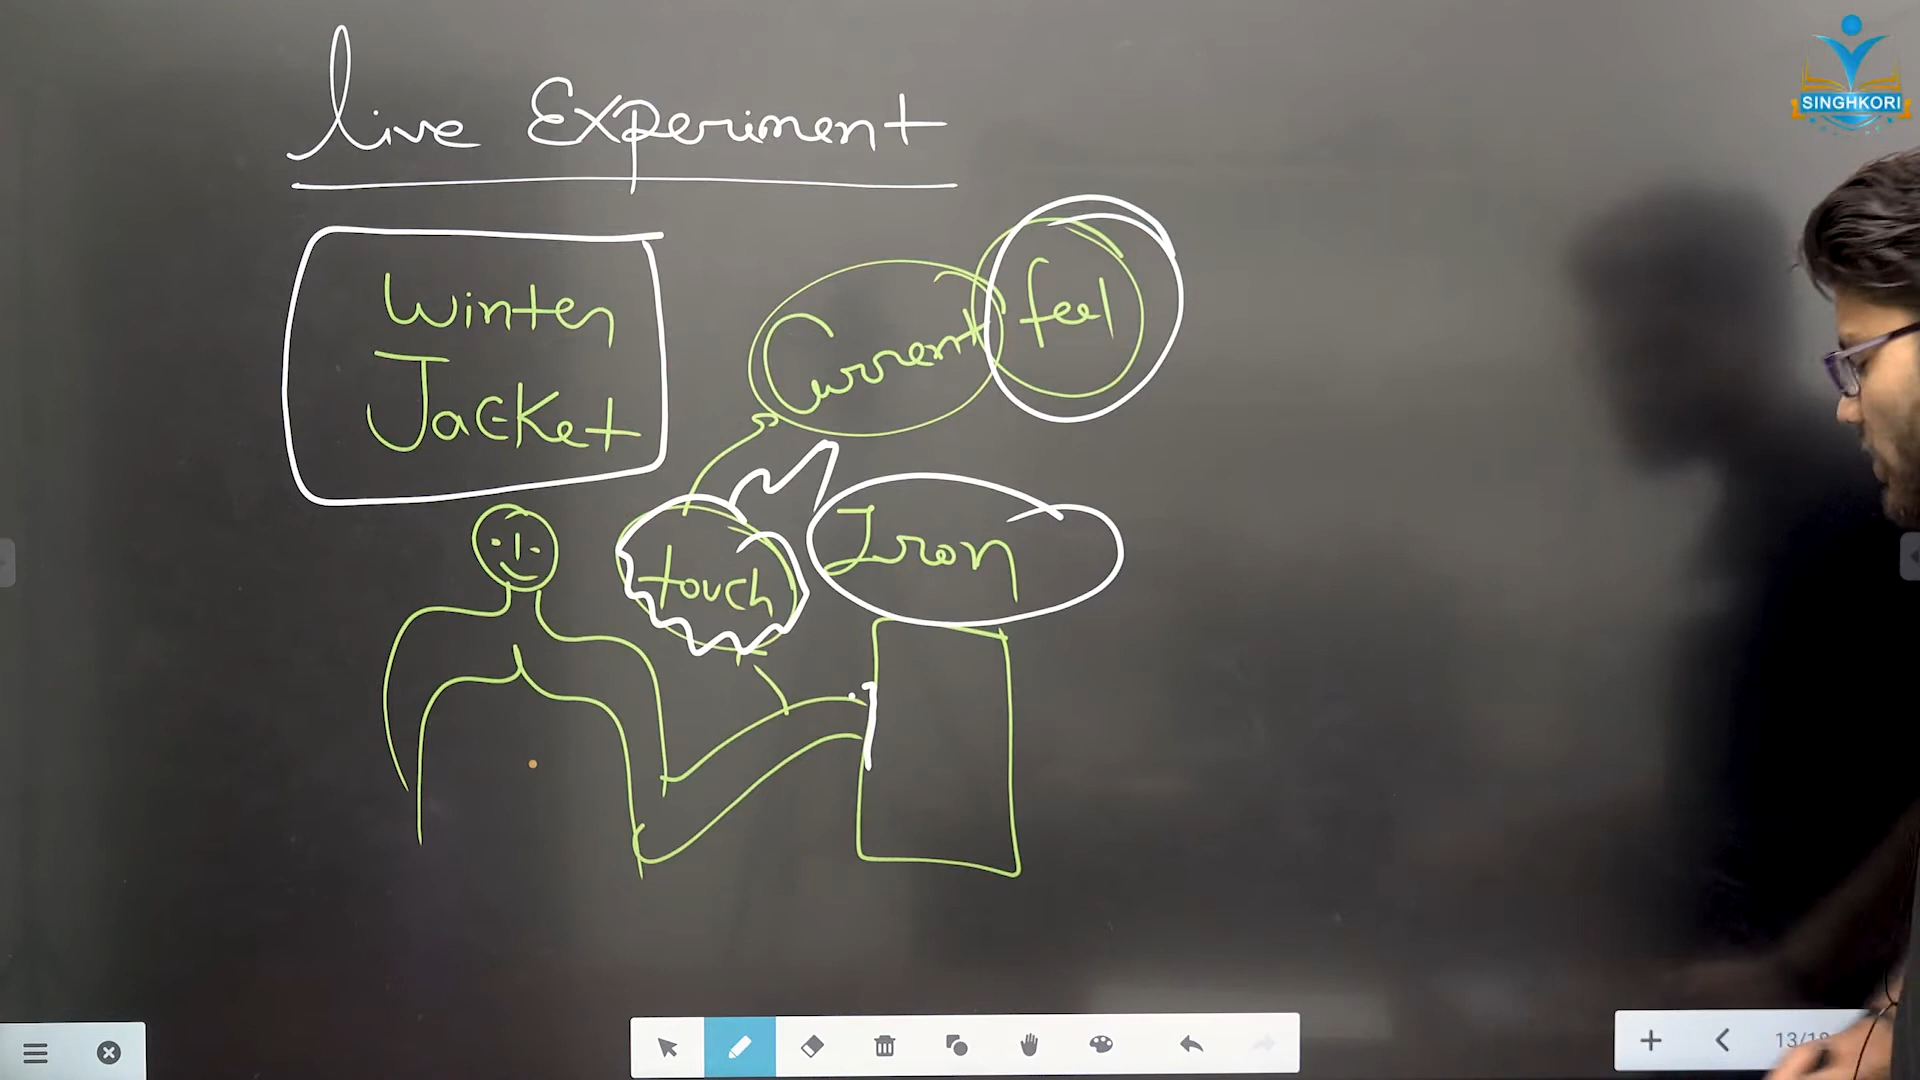 Live Experiment
Winter
Jacket
Current
feel
touch
Iron
SINGHKORI